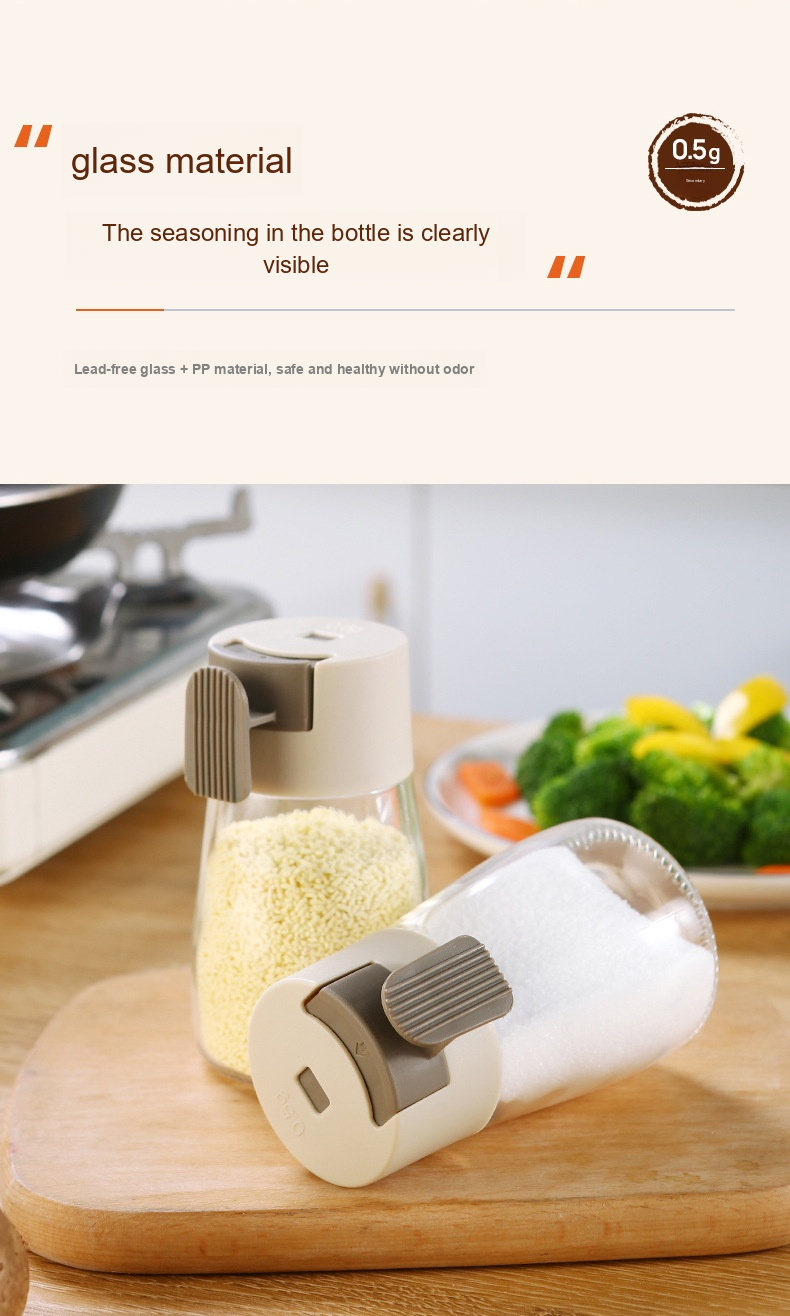 glass material
0.5g
The seasoning in the bottle is clearly
visible
Lead-free glass + PP material, safe and healthy without odor
0.5g